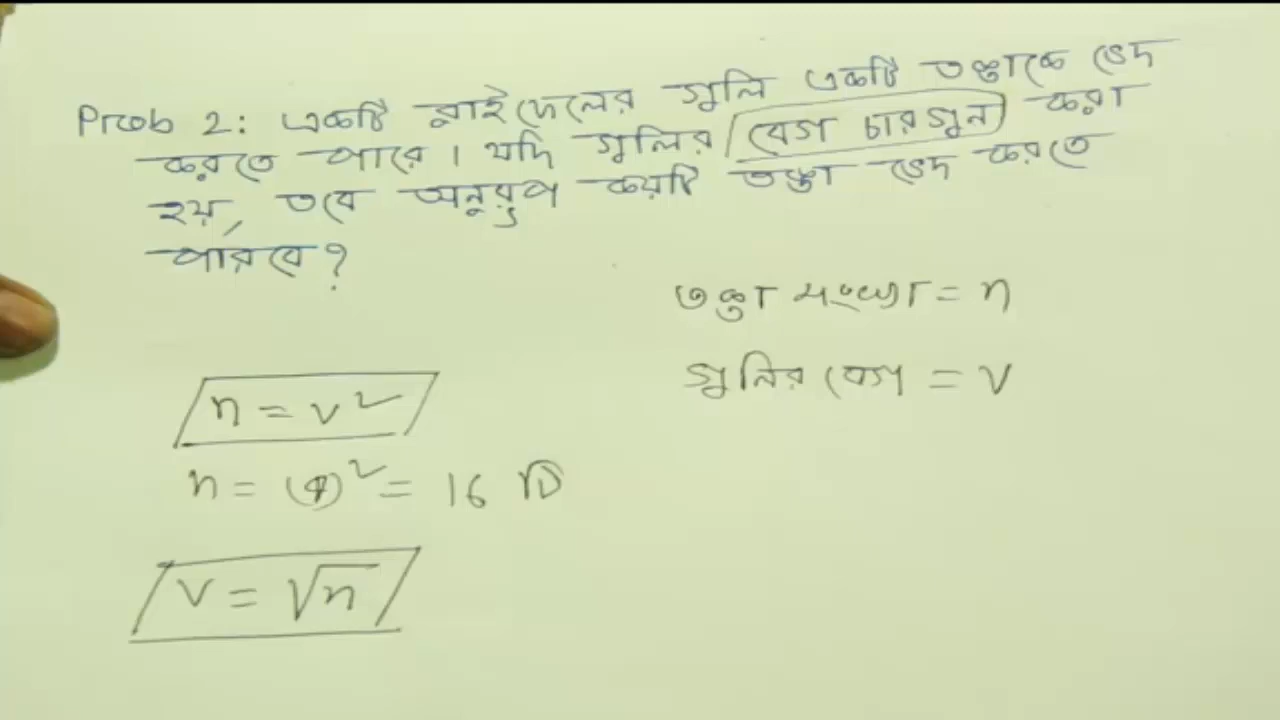 Prob 2: একটি রাইফেলের গুলি একটি তক্তাকে ভেদ
করতে পারে। যদি গুলির বেগ চারগুন করা
হয়, তবে অনুরুপ কয়টি তক্তা ভেদ করতে
পারবে?
তক্তা সংখ্যা = n
গুলির বেগ = v
n = v²
n = (4)² = 16 টি
v = √n